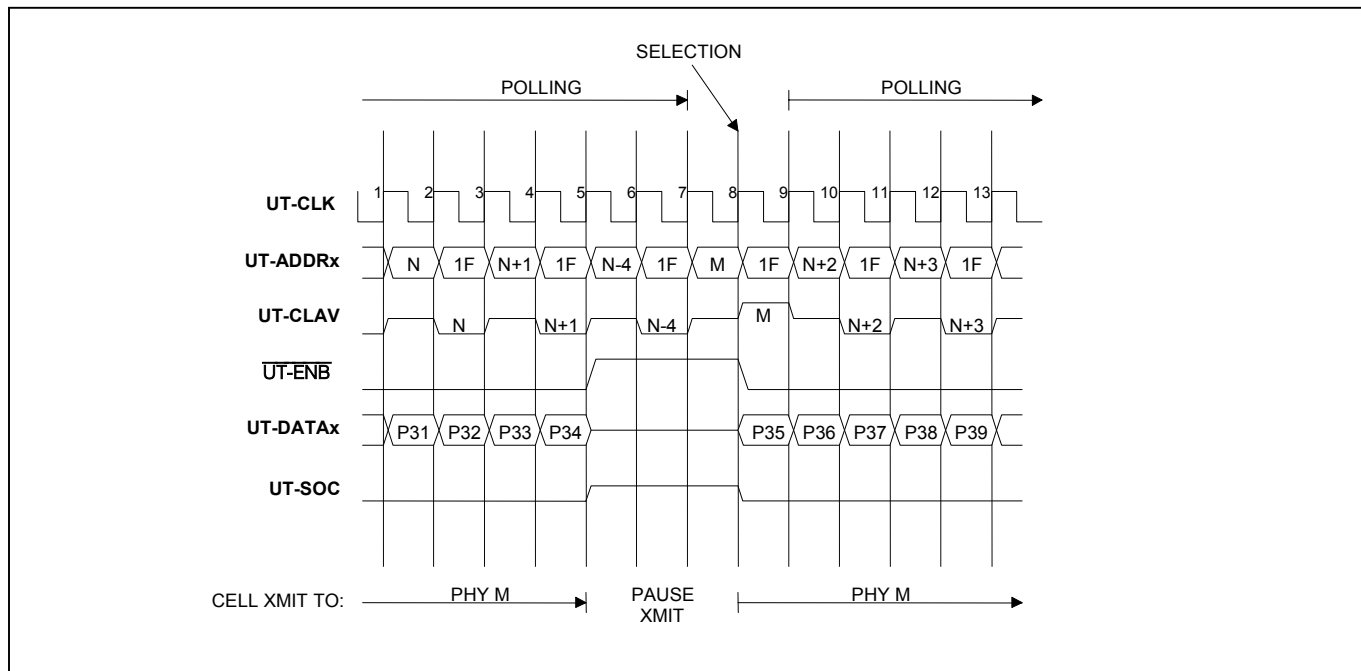 SELECTION
POLLING POLLING
UT-CLK 1 2 3 4 5 6 7 8 9 10 11 12 13
UT-ADDRx N 1F N+1 1F N-4 1F M 1F N+2 1F N+3 1F
UT-CLAV N N+1 N-4 M N+2 N+3
UT-ENB
UT-DATAx P31 P32 P33 P34 P35 P36 P37 P38 P39
UT-SOC
CELL XMIT TO: PHY M PAUSE PHY M
XMIT